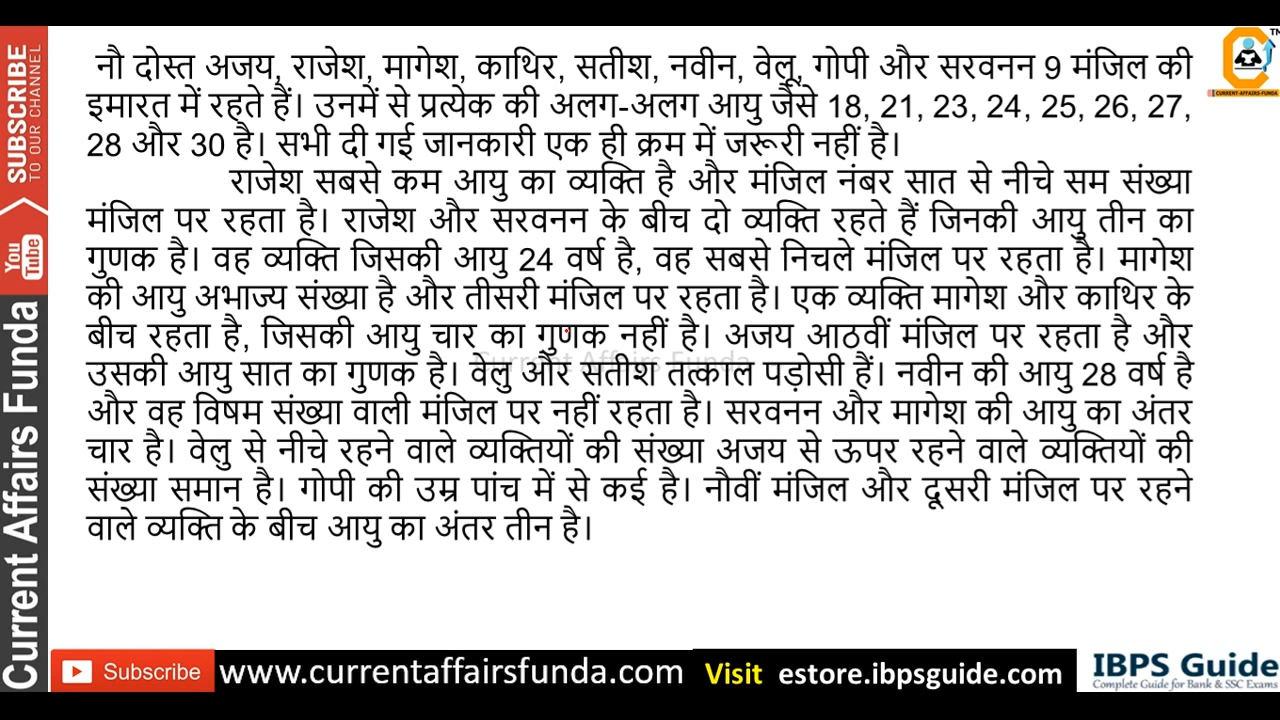 नौ दोस्त अजय, राजेश, मागेश, काथिर, सतीश, नवीन, वेलू, गोपी और सरवनन 9 मंजिल की
इमारत में रहते हैं। उनमें से प्रत्येक की अलग-अलग आयु जैसे 18, 21, 23, 24, 25, 26, 27,
28 और 30 है। सभी दी गई जानकारी एक ही क्रम में जरूरी नहीं है।
राजेश सबसे कम आयु का व्यक्ति है और मंजिल नंबर सात से नीचे सम संख्या
मंजिल पर रहता है। राजेश और सरवनन के बीच दो व्यक्ति रहते हैं जिनकी आयु तीन का
गुणक है। वह व्यक्ति जिसकी आयु 24 वर्ष है, वह सबसे निचले मंजिल पर रहता है। मागेश
की आयु अभाज्य संख्या है और तीसरी मंजिल पर रहता है। एक व्यक्ति मागेश और काथिर के
बीच रहता है, जिसकी आयु चार का गुणक नहीं है। अजय आठवीं मंजिल पर रहता है और
उसकी आयु सात का गुणक है। वेलु और सतीश तत्काल पड़ोसी हैं। नवीन की आयु 28 वर्ष है
और वह विषम संख्या वाली मंजिल पर नहीं रहता है। सरवनन और मागेश की आयु का अंतर
चार है। वेलु से नीचे रहने वाले व्यक्तियों की संख्या अजय से ऊपर रहने वाले व्यक्तियों की
संख्या समान है। गोपी की उम्र पांच में से कई है। नौवीं मंजिल और दूसरी मंजिल पर रहने
वाले व्यक्ति के बीच आयु का अंतर तीन है।
Current Affairs Funda
SUBSCRIBE
TO OUR CHANNEL
You Tube
Current Affairs Funda
CURRENT-AFFAIRS-FUNDA
TM
Subscribe
www.currentaffairsfunda.com
Visit estore.ibpsguide.com
IBPS Guide
Complete Guide for Bank & SSC Exams